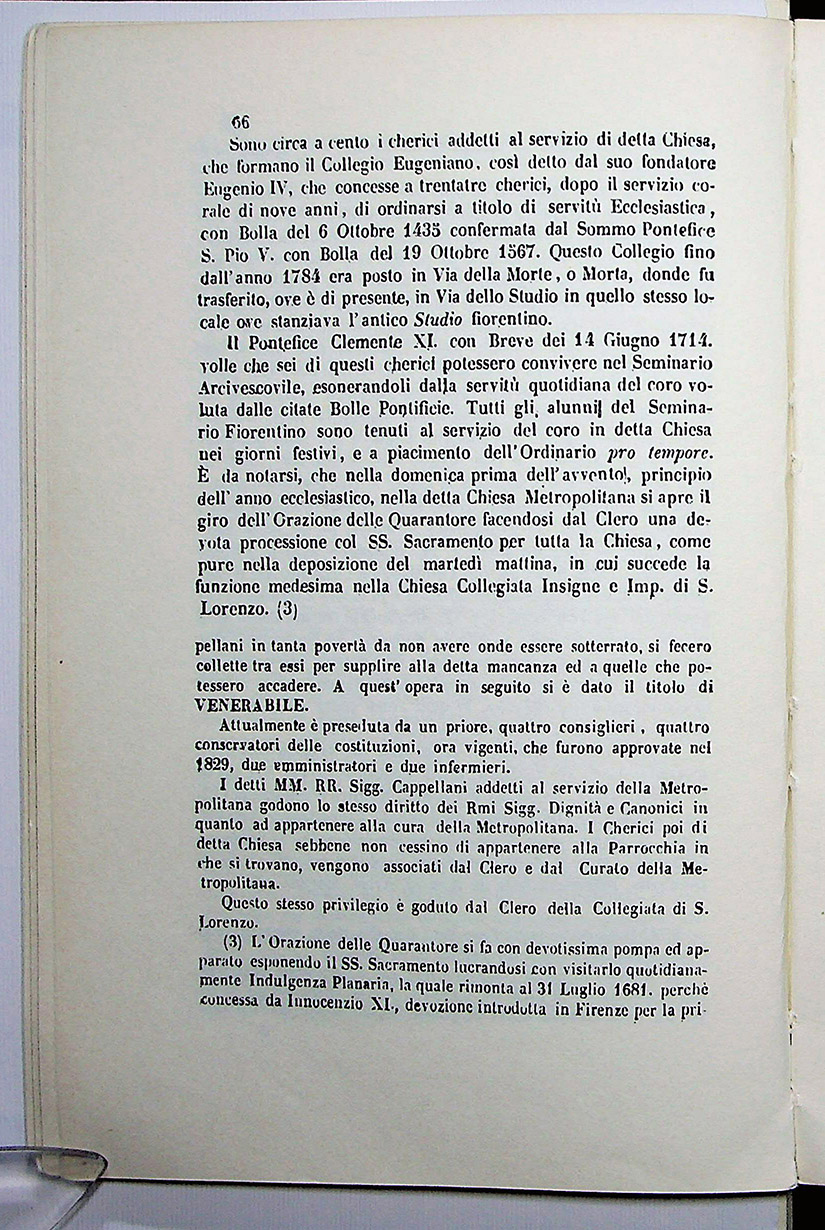 66
Sono circa a cento i cherici addetti al servizio di detta Chiesa,
che formano il Collegio Eugeniano, così detto dal suo fondatore
Eugenio IV, che concesse a trentatre cherici, dopo il servizio co-
rale di nove anni, di ordinarsi a titolo di servitù Ecclesiastica,
con Bolla del 6 Ottobre 1435 confermata dal Sommo Pontefice
S. Pio V. con Bolla del 19 Ottobre 1567. Questo Collegio fino
dall'anno 1784 era posto in Via della Morte, o Morta, donde fu
trasferito, ove è di presente, in Via dello Studio in quello stesso lo-
cale ove stanziava l'antico Studio fiorentino.
Il Pontefice Clemente XI. con Breve dei 14 Giugno 1714.
volle che sei di questi cherici potessero convivere nel Seminario
Arcivescovile, esonerandoli dalla servitù quotidiana del coro vo-
luta dalle citate Bolle Pontificie. Tutti gli alunni del Semina-
rio Fiorentino sono tenuti al servizio del coro in detta Chiesa
nei giorni festivi, e a piacimento dell'Ordinario pro tempore.
È da notarsi, che nella domenica prima dell'avvento, principio
dell' anno ecclesiastico, nella detta Chiesa Metropolitana si apre il
giro dell'Orazione delle Quarantore facendosi dal Clero una de-
vota processione col SS. Sacramento per tutta la Chiesa, come
pure nella deposizione del martedì mattina, in cui succede la
funzione medesima nella Chiesa Collegiata Insigne e Imp. di S.
Lorenzo. (3)
pellani in tanta povertà da non avere onde essere sotterrato, si fecero
collette tra essi per supplire alla detta mancanza ed a quelle che po-
tessero accadere. A quest' opera in seguito si è dato il titolo di
VENERABILE.
Attualmente è preseduta da un priore, quattro consiglieri, quattro
conservatori delle costituzioni, ora vigenti, che furono approvate nel
1829, due emministratori e due infermieri.
I detti MM. RR. Sigg. Cappellani addetti al servizio della Metro-
politana godono lo stesso diritto dei Rmi Sigg. Dignità e Canonici in
quanto ad appartenere alla cura della Metropolitana. I Cherici poi di
detta Chiesa sebbene non cessino di appartenere alla Parrocchia in
che si trovano, vengono associati dal Clero e dal Curato della Me-
tropolitana.
Questo stesso privilegio è goduto dal Clero della Collegiata di S.
Lorenzo.
(3) L'Orazione delle Quarantore si fa con devotissima pompa ed ap-
parato esponendo il SS. Sacramento lucrandosi con visitarlo quotidiana-
mente Indulgenza Planaria, la quale rimonta al 31 Luglio 1681. perchè
concessa da Innocenzio XI., devozione introdotta in Firenze per la pri-